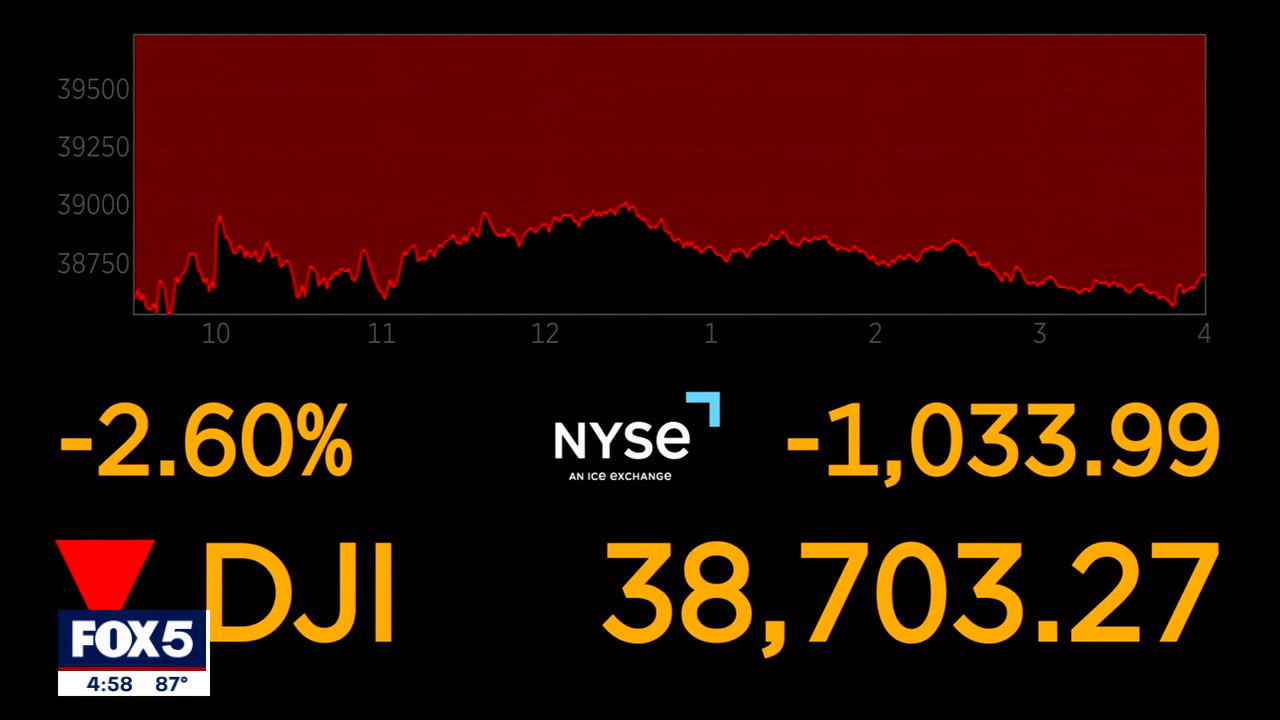 39500
39250
39000
38750
10 11 12 1 2 3 4
-2.60% NYSE -1,033.99
AN ICE EXCHANGE
DJI 38,703.27
FOX5
4:58 87°